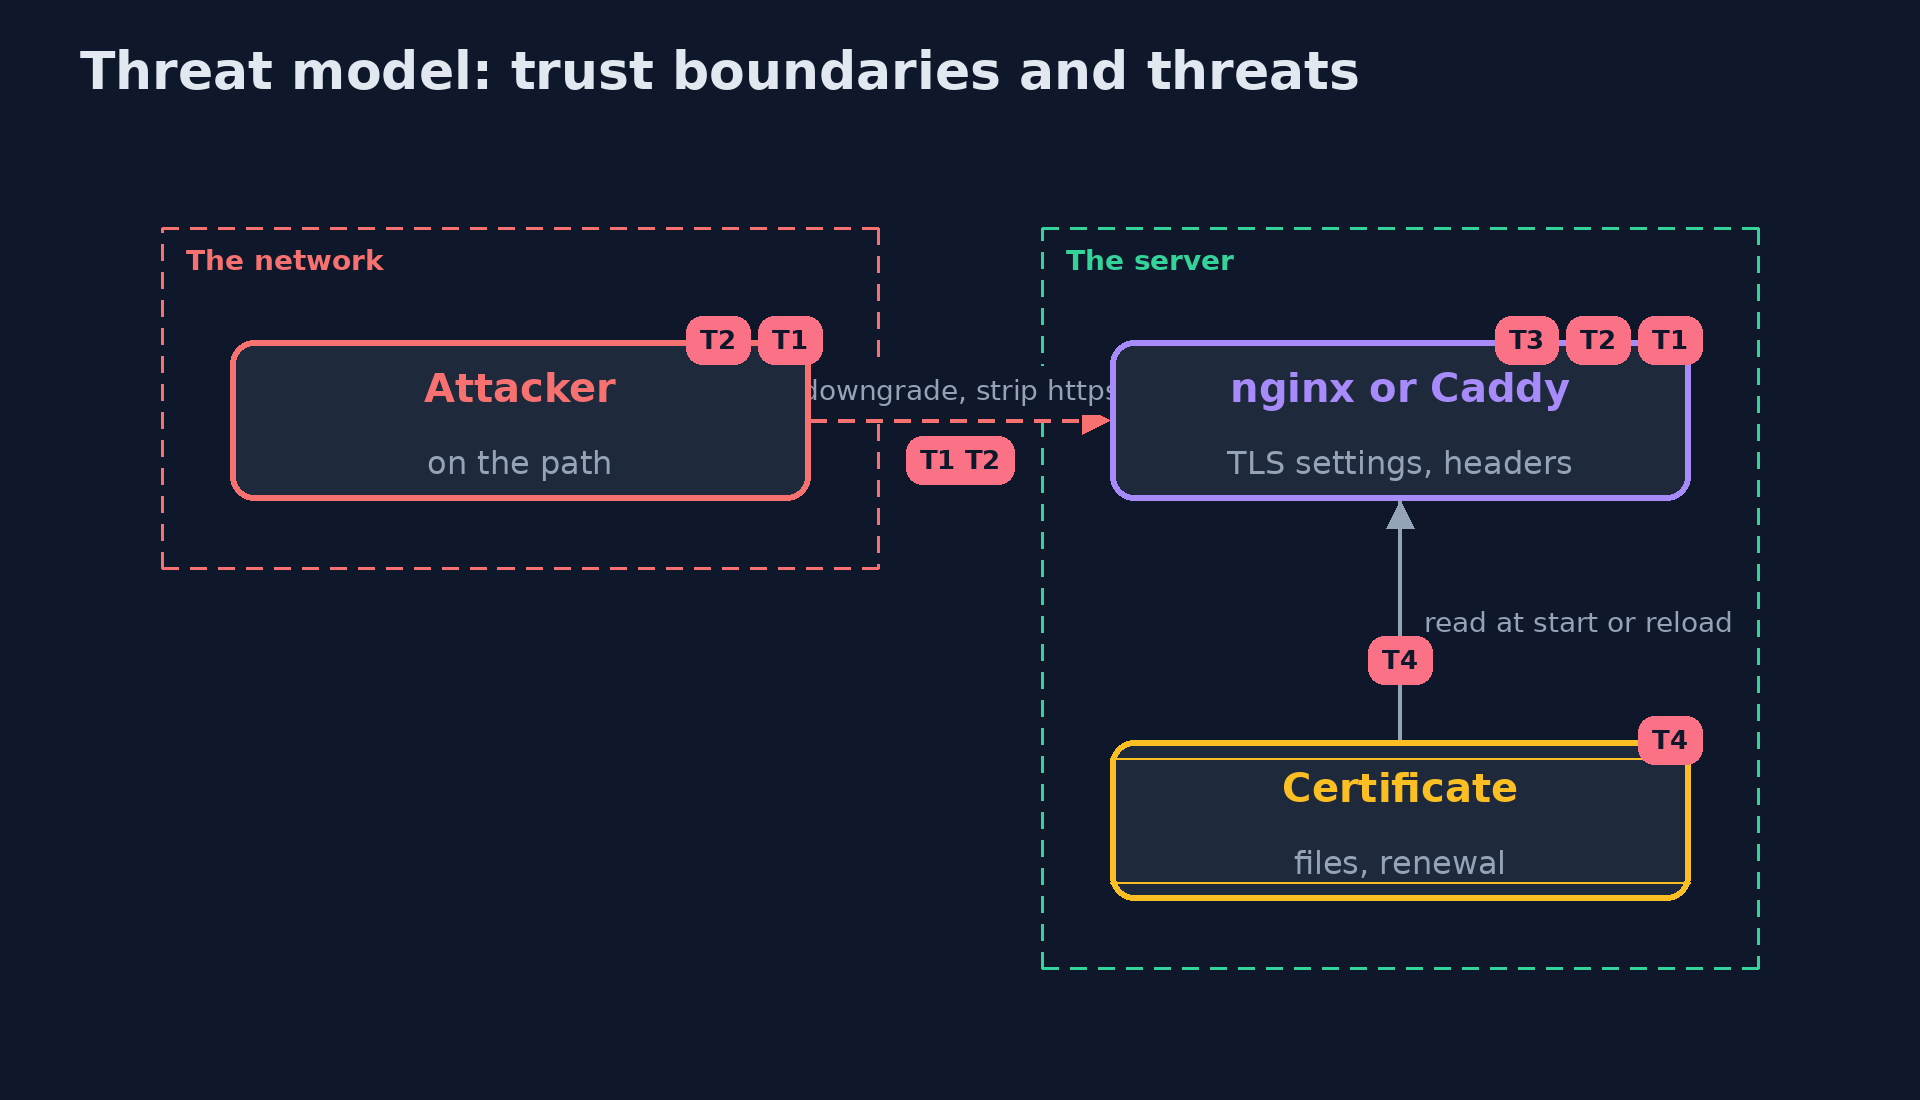 Threat model: trust boundaries and threats
The network
The server
T2 T1
T3 T2 T1
Attacker
on the path
downgrade, strip https
T1 T2
nginx or Caddy
TLS settings, headers
read at start or reload
T4
T4
Certificate
files, renewal